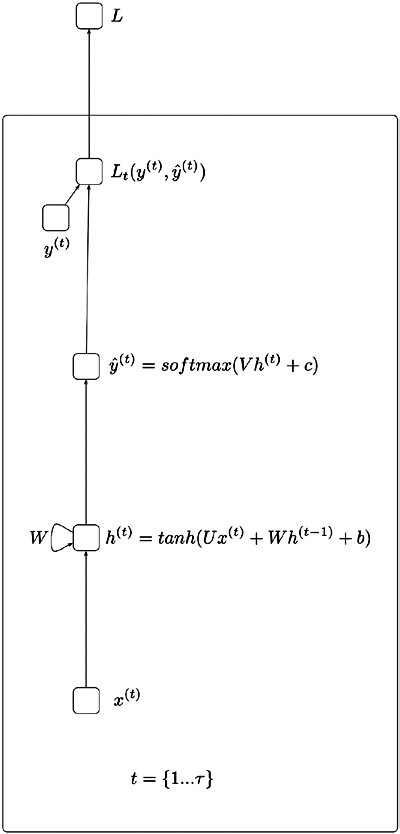 L
L_t(y^{(t)}, ŷ^{(t)})
y^{(t)}
ŷ^{(t)} = softmax(Vh^{(t)} + c)
W
h^{(t)} = tanh(Ux^{(t)} + Wh^{(t-1)} + b)
x^{(t)}
t = {1...τ}